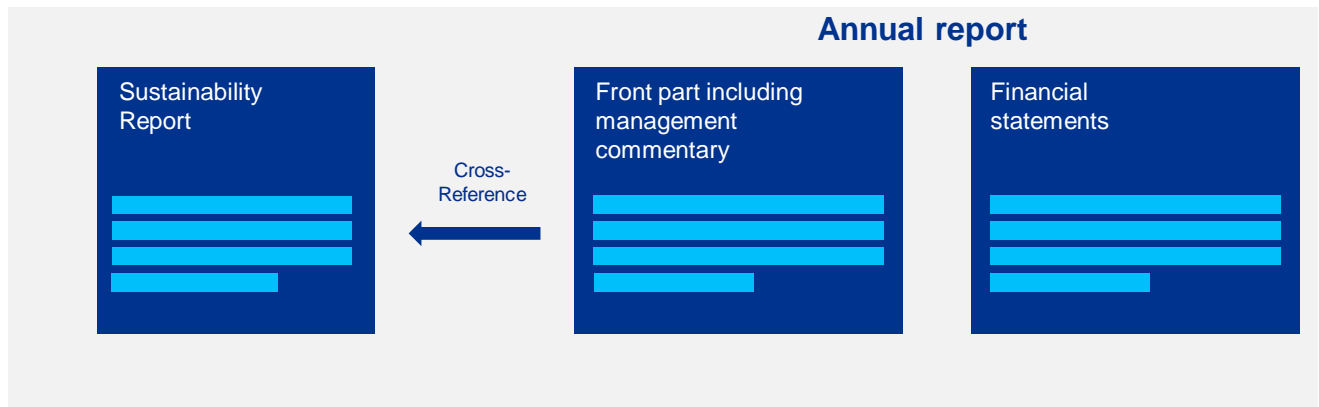 Annual report
Sustainability
Report
Cross-
Reference
Front part including
management
commentary
Financial
statements